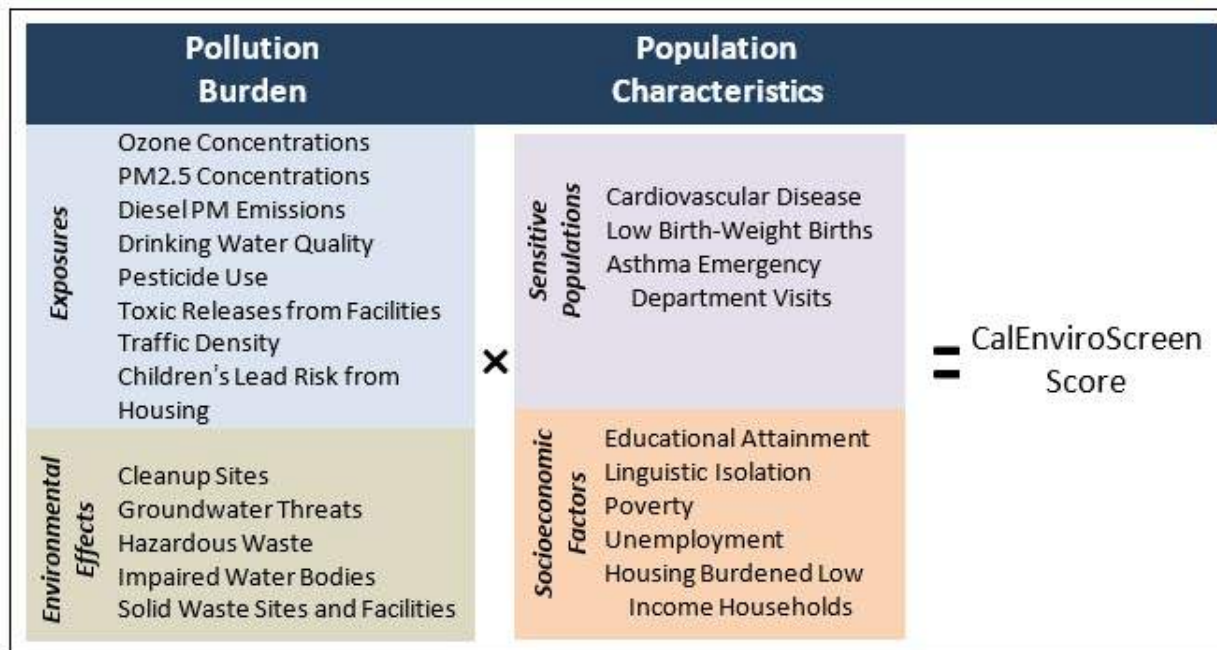 Pollution
Burden
Population
Characteristics
Exposures
Ozone Concentrations
PM2.5 Concentrations
Diesel PM Emissions
Drinking Water Quality
Pesticide Use
Toxic Releases from Facilities
Traffic Density
Children’s Lead Risk from
Housing
Environmental
Effects
Cleanup Sites
Groundwater Threats
Hazardous Waste
Impaired Water Bodies
Solid Waste Sites and Facilities
×
Sensitive
Populations
Cardiovascular Disease
Low Birth-Weight Births
Asthma Emergency
Department Visits
Socioeconomic
Factors
Educational Attainment
Linguistic Isolation
Poverty
Unemployment
Housing Burdened Low
Income Households
=
CalEnviroScreen
Score